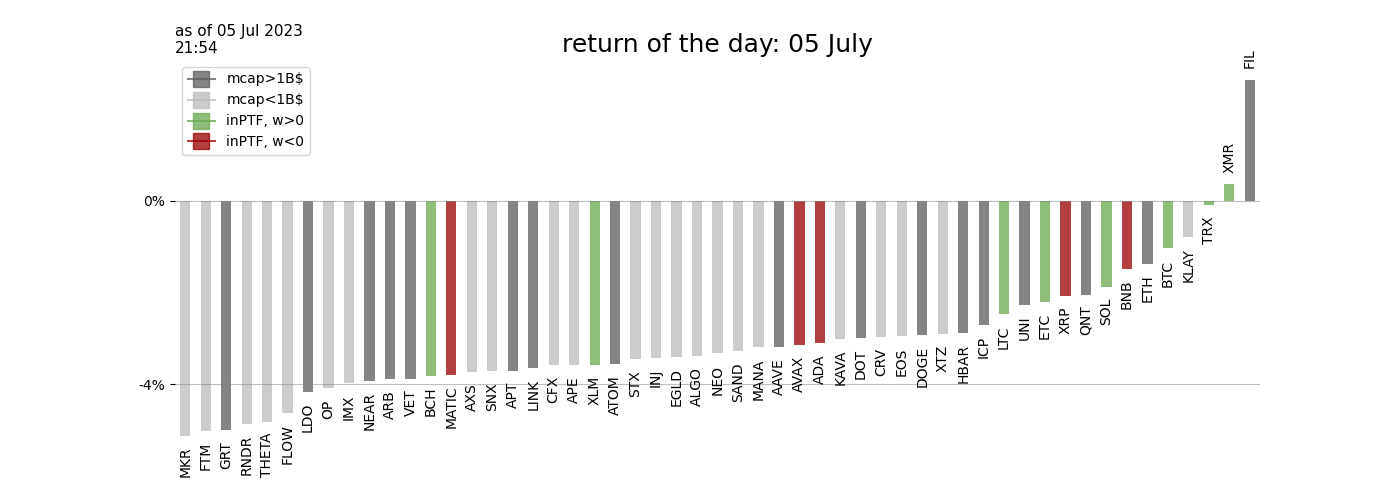 as of 05 Jul 2023
21:54
return of the day: 05 July
mcap>1B$
mcap<1B$
inPTF, w>0
inPTF, w<0
0%
-4%
MKR
FTM
GRT
RNDR
THETA
FLOW
LDO
OP
IMX
NEAR
ARB
VET
BCH
MATIC
AXS
SNX
APT
LINK
CFX
APE
XLM
ATOM
STX
INJ
EGLD
ALGO
NEO
SAND
MANA
AAVE
AVAX
ADA
KAVA
DOT
CRV
EOS
DOGE
XTZ
HBAR
ICP
LTC
UNI
ETC
XRP
QNT
SOL
BNB
ETH
BTC
KLAY
TRX
XMR
FIL